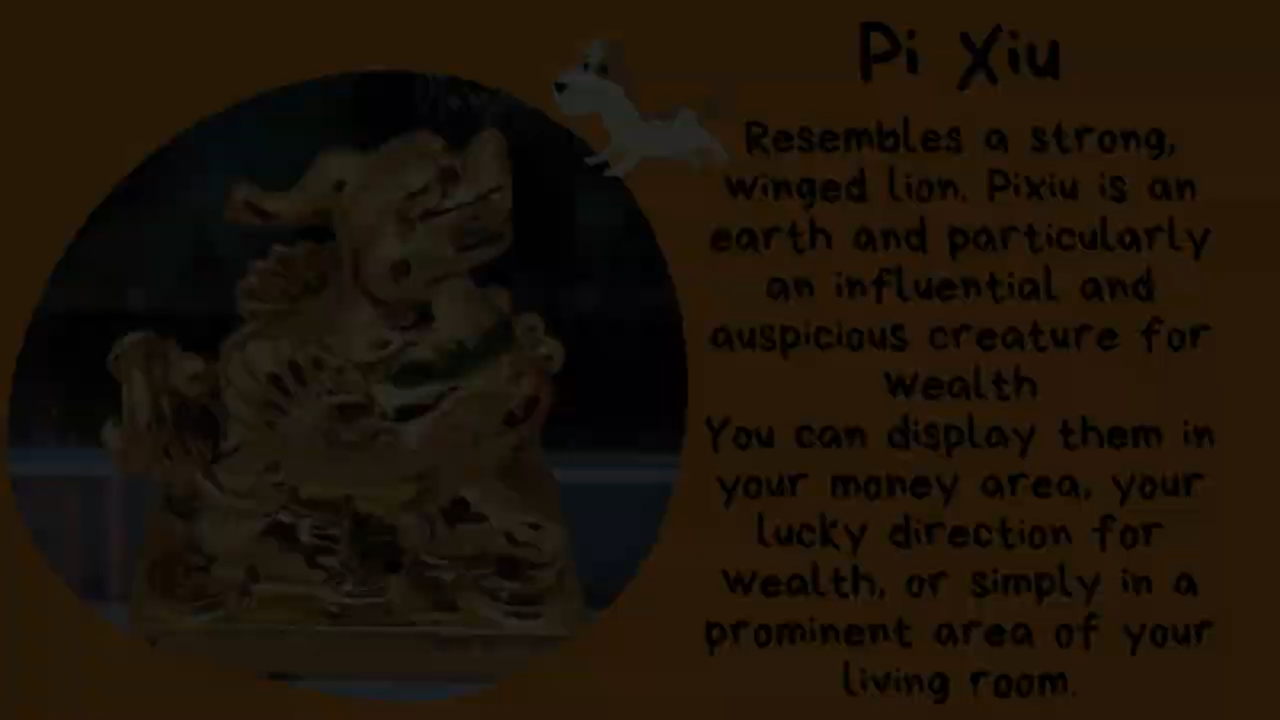 Pi Xiu
Resembles a strong,
winged lion. Pixiu is an
earth and particularly
an influential and
auspicious creature for
wealth
You can display them in
your money area, your
lucky direction for
wealth, or simply in a
prominent area of your
living room.